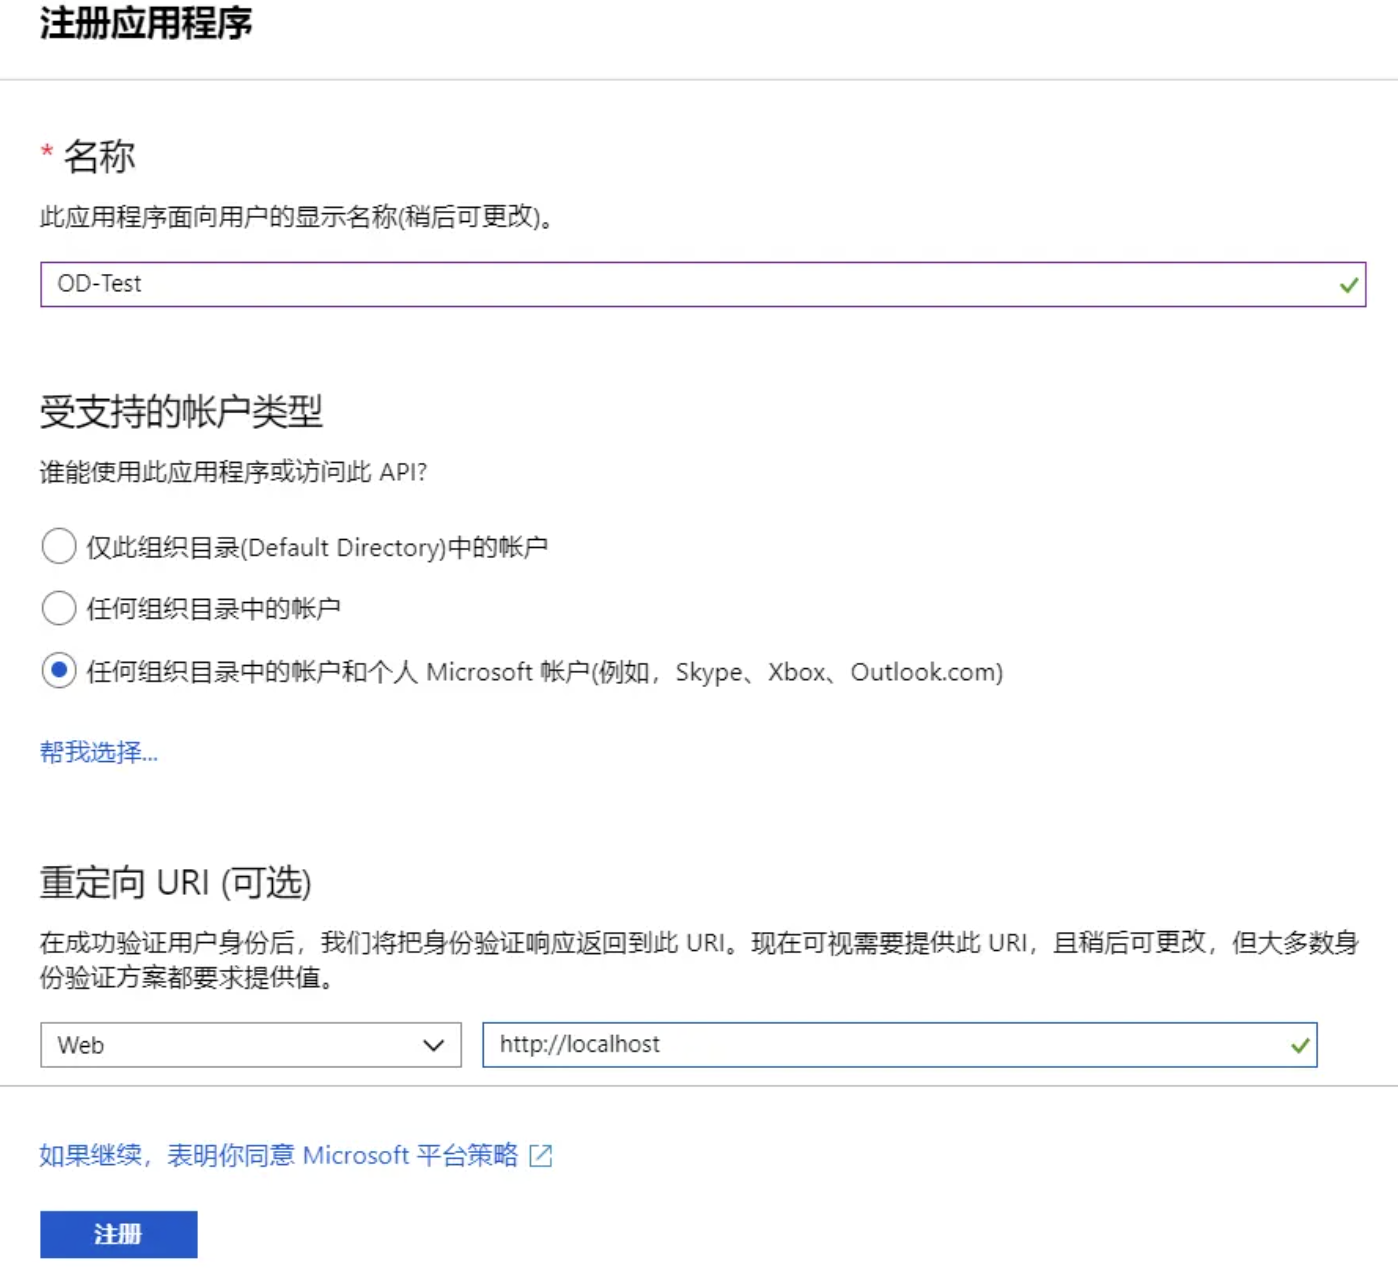 注册应用程序
* 名称
此应用程序面向用户的显示名称(稍后可更改)。
OD-Test
受支持的帐户类型
谁能使用此应用程序或访问此 API?
仅此组织目录(Default Directory)中的帐户
任何组织目录中的帐户
任何组织目录中的帐户和个人 Microsoft 帐户(例如，Skype、Xbox、Outlook.com)
帮我选择...
重定向 URI (可选)
在成功验证用户身份后，我们将把身份验证响应返回到此 URI。现在可视需要提供此 URI，且稍后可更改，但大多数身
份验证方案都要求提供值。
Web
http://localhost
如果继续，表明你同意 Microsoft 平台策略
注册